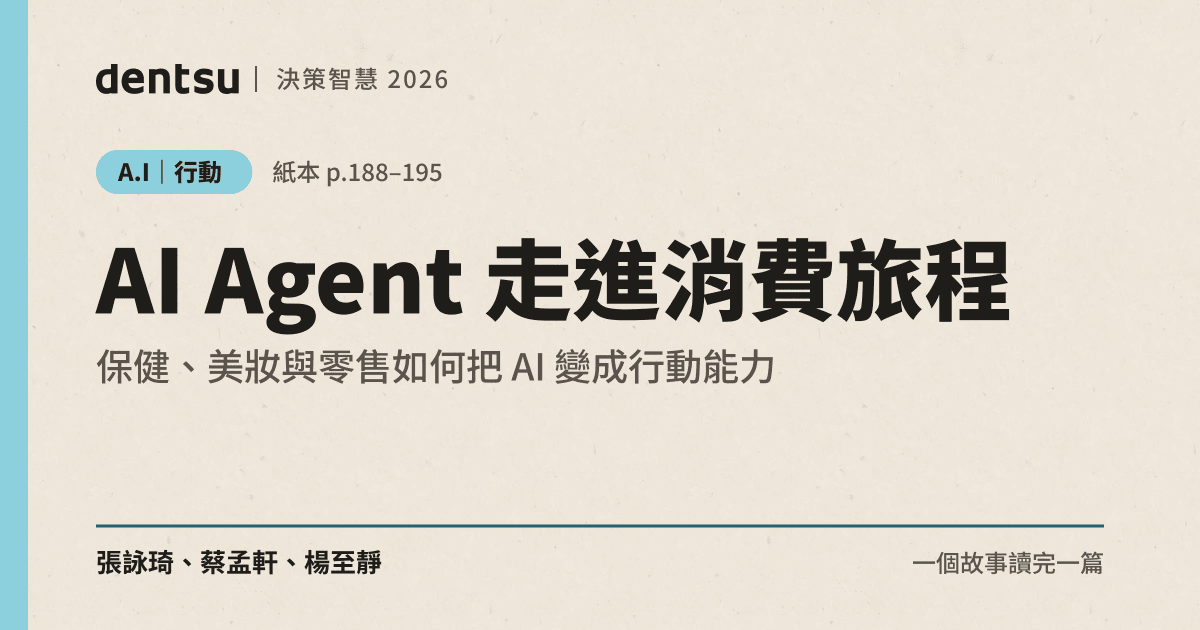 dentsu｜決策智慧 2026
A.I｜行動 紙本 p.188–195
AI Agent 走進消費旅程
保健、美妝與零售如何把 AI 變成行動能力
張詠琦、蔡孟軒、楊至靜
一個故事讀完一篇